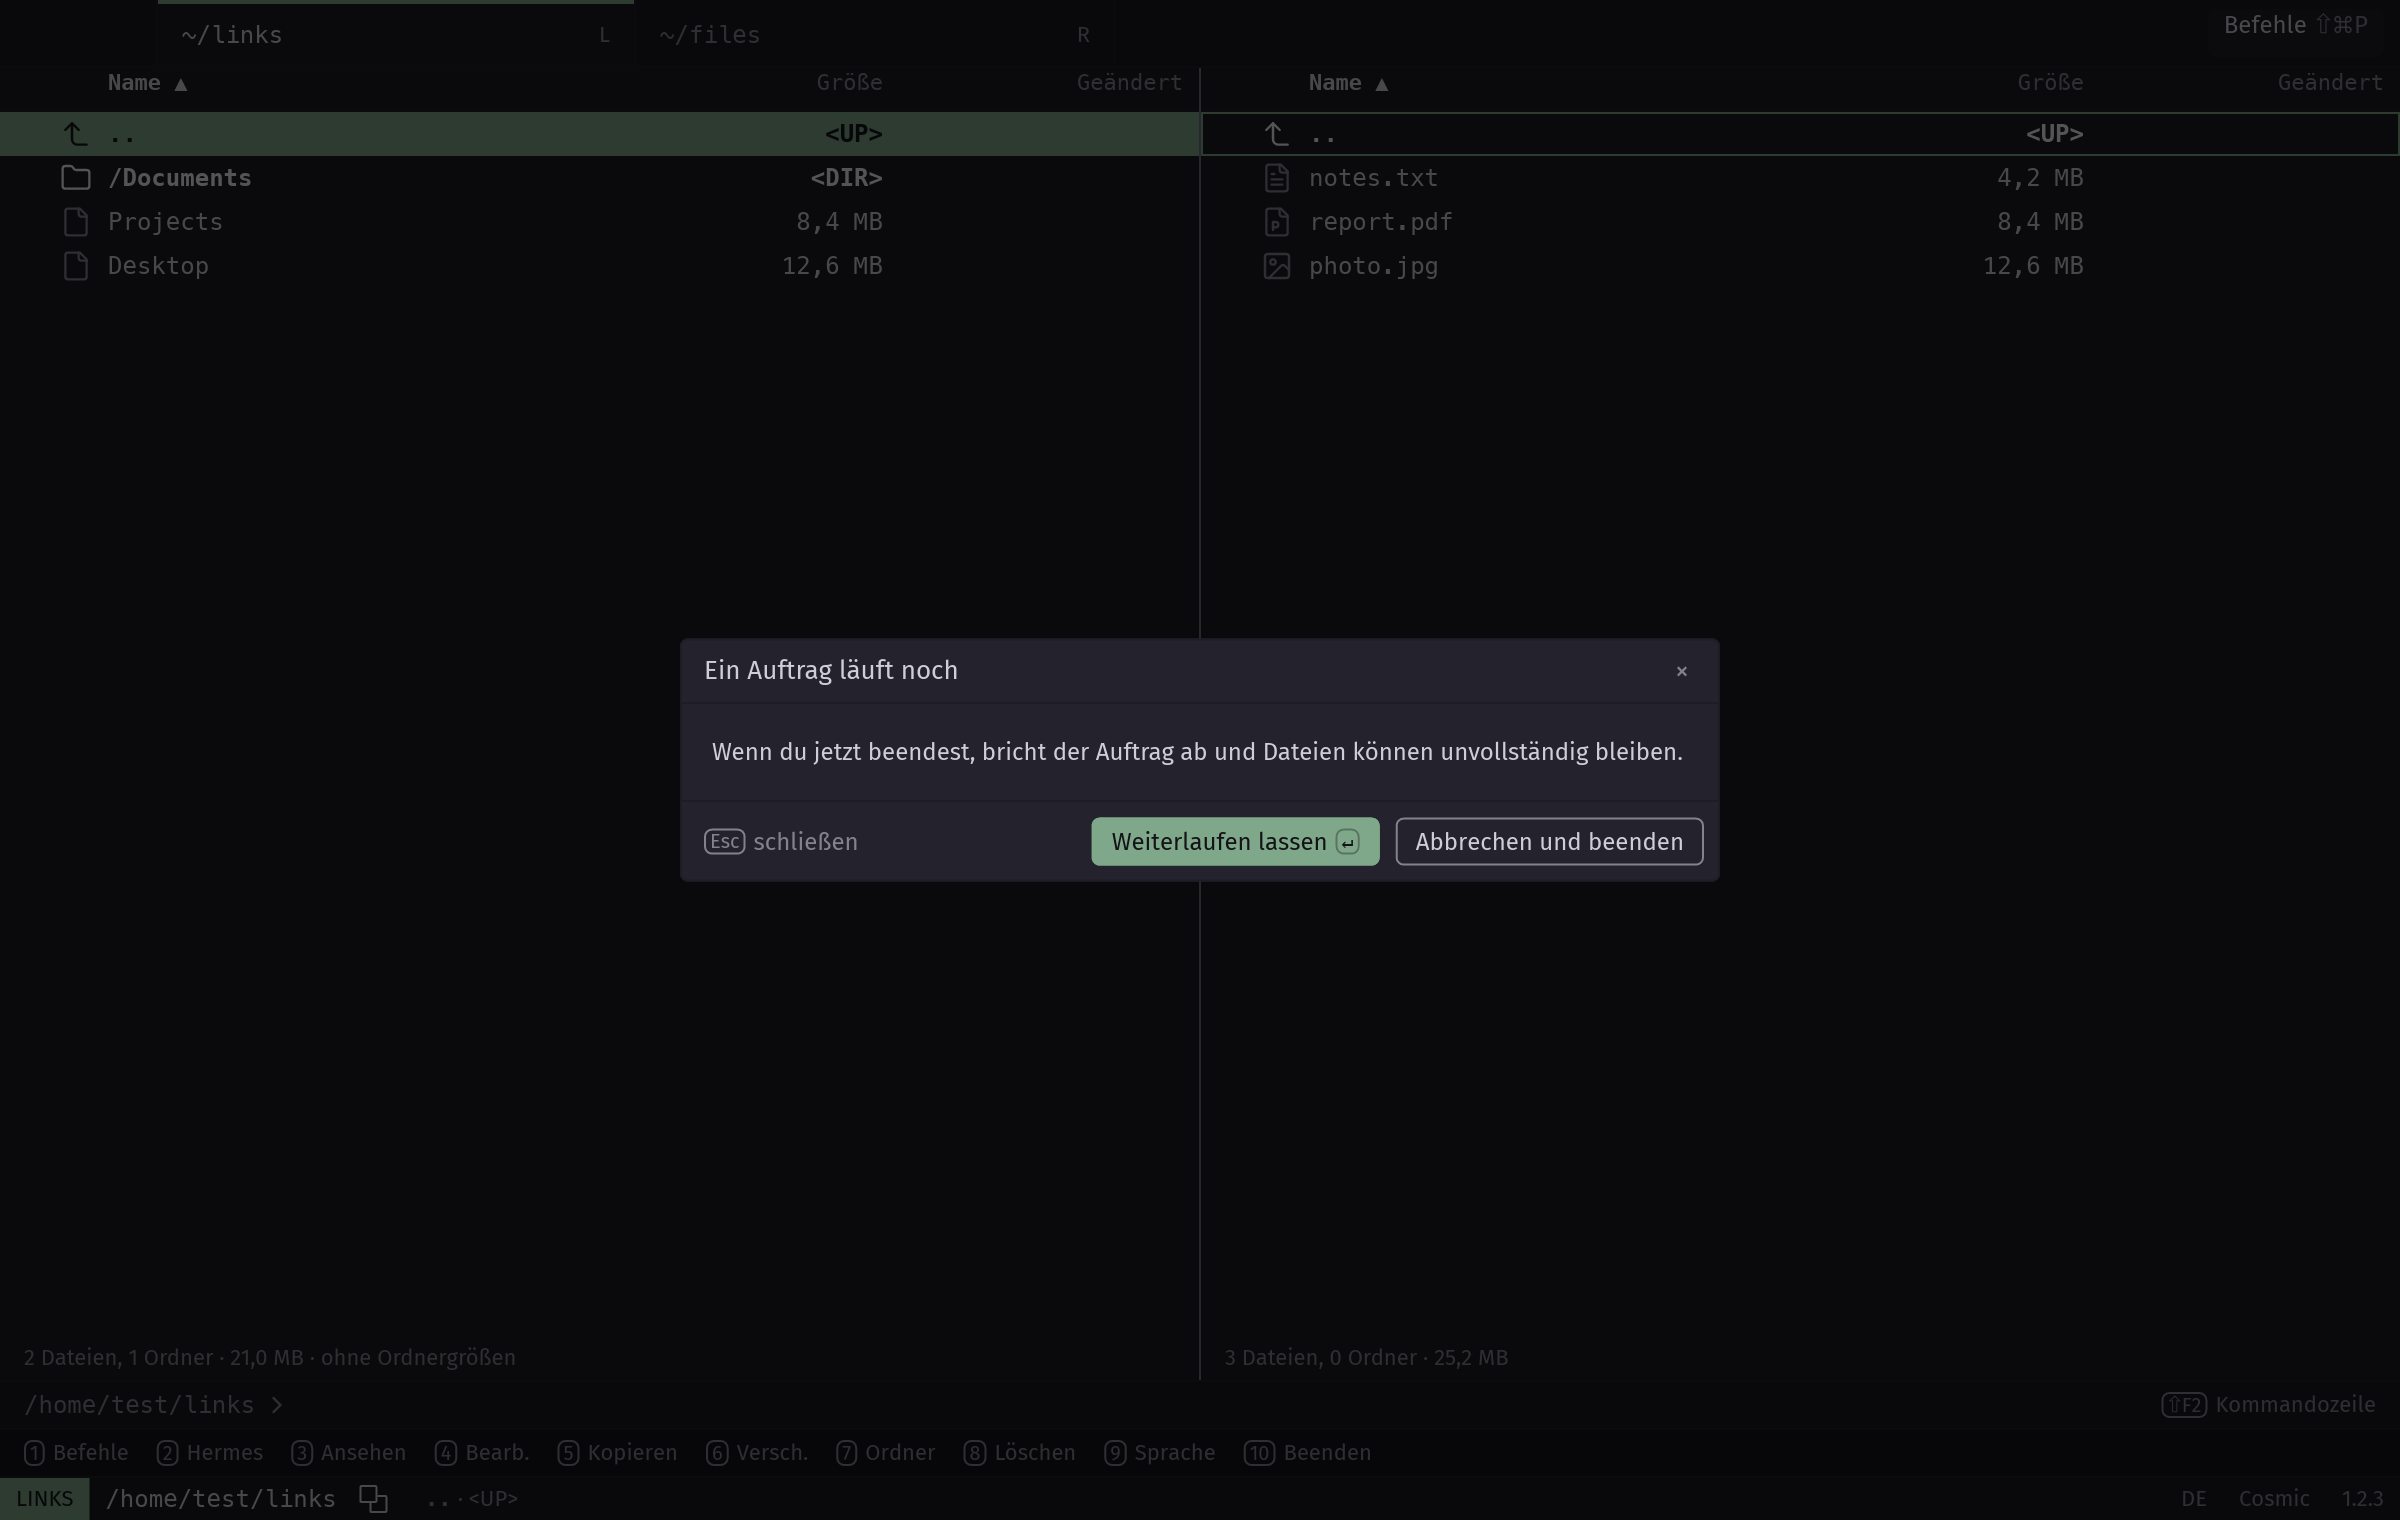 ~/links L ~/files R Befehle ⇧⌘P
Name ▲ Größe Geändert Name ▲ Größe Geändert
.. <UP> .. <UP>
/Documents <DIR> notes.txt 4,2 MB
Projects 8,4 MB report.pdf 8,4 MB
Desktop 12,6 MB photo.jpg 12,6 MB
Ein Auftrag läuft noch ×
Wenn du jetzt beendest, bricht der Auftrag ab und Dateien können unvollständig bleiben.
Esc schließen Weiterlaufen lassen ↵ Abbrechen und beenden
2 Dateien, 1 Ordner · 21,0 MB · ohne Ordnergrößen 3 Dateien, 0 Ordner · 25,2 MB
/home/test/links > ⇧F2 Kommandozeile
1 Befehle 2 Hermes 3 Ansehen 4 Bearb. 5 Kopieren 6 Versch. 7 Ordner 8 Löschen 9 Sprache 10 Beenden
LINKS /home/test/links .. · <UP> DE Cosmic 1.2.3